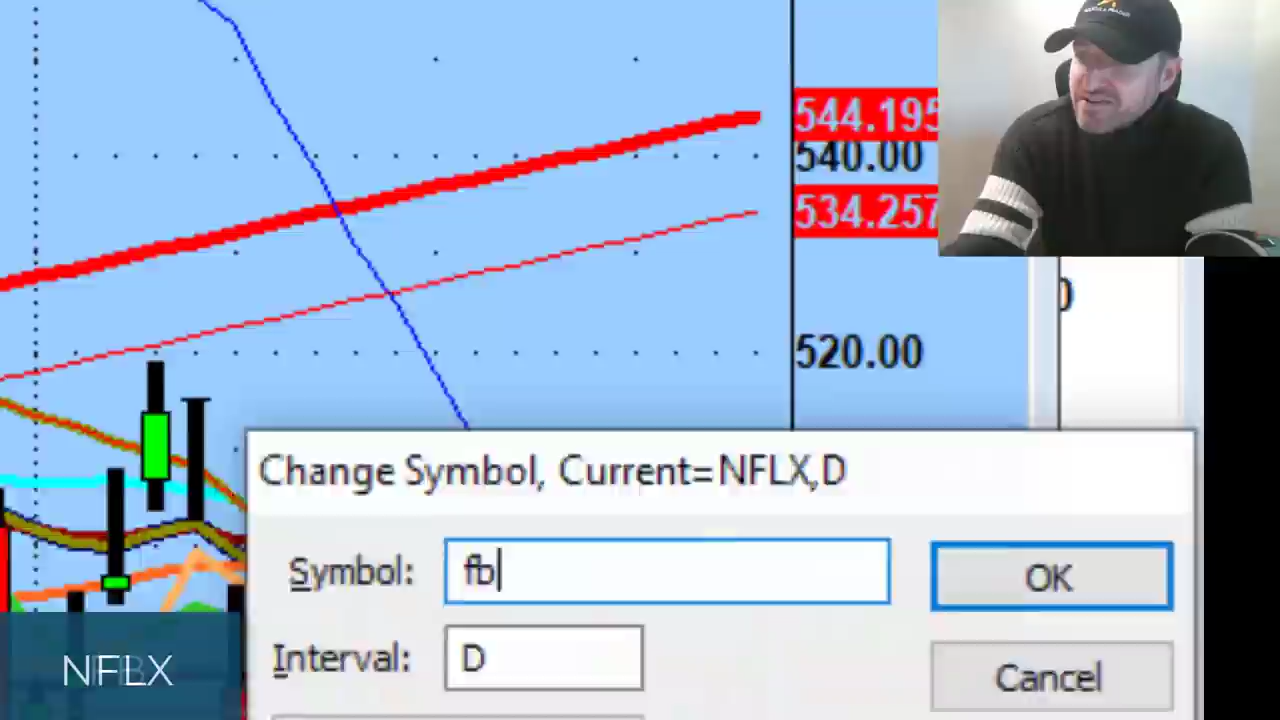 544.195
540.00
534.257
520.00
Change Symbol, Current=NFLX,D
Symbol: fb
OK
Interval: D
Cancel
NFLX